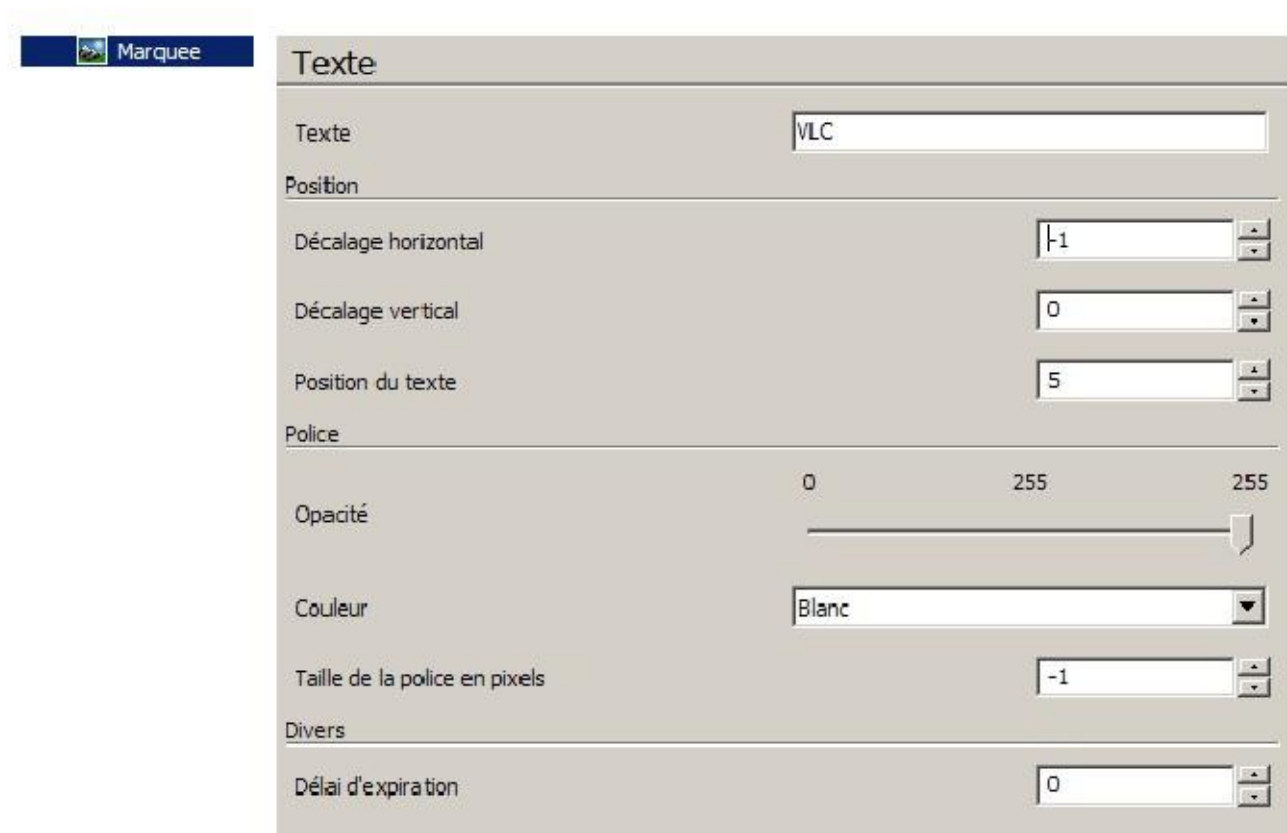 Marquee
Texte
Texte VLC
Position
Décalage horizontal -1
Décalage vertical 0
Position du texte 5
Police
0 255 255
Opacité
Couleur Blanc
Taille de la police en pixels -1
Divers
Délai d'expiration 0